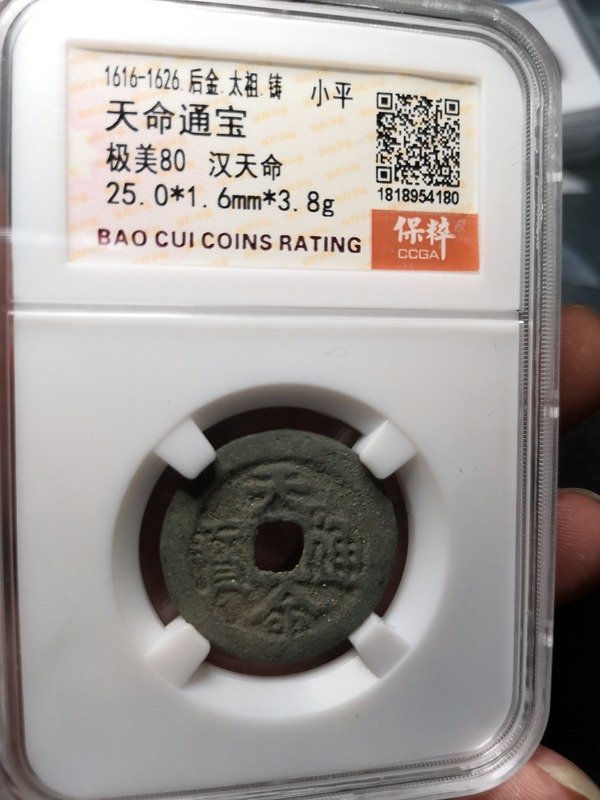 1616-1626.后金.太祖.铸
小平
天命通宝
极美80 汉天命
25.0*1.6mm*3.8g
1818954180
BAO CUI COINS RATING
保粹
CCGA
天命通寳